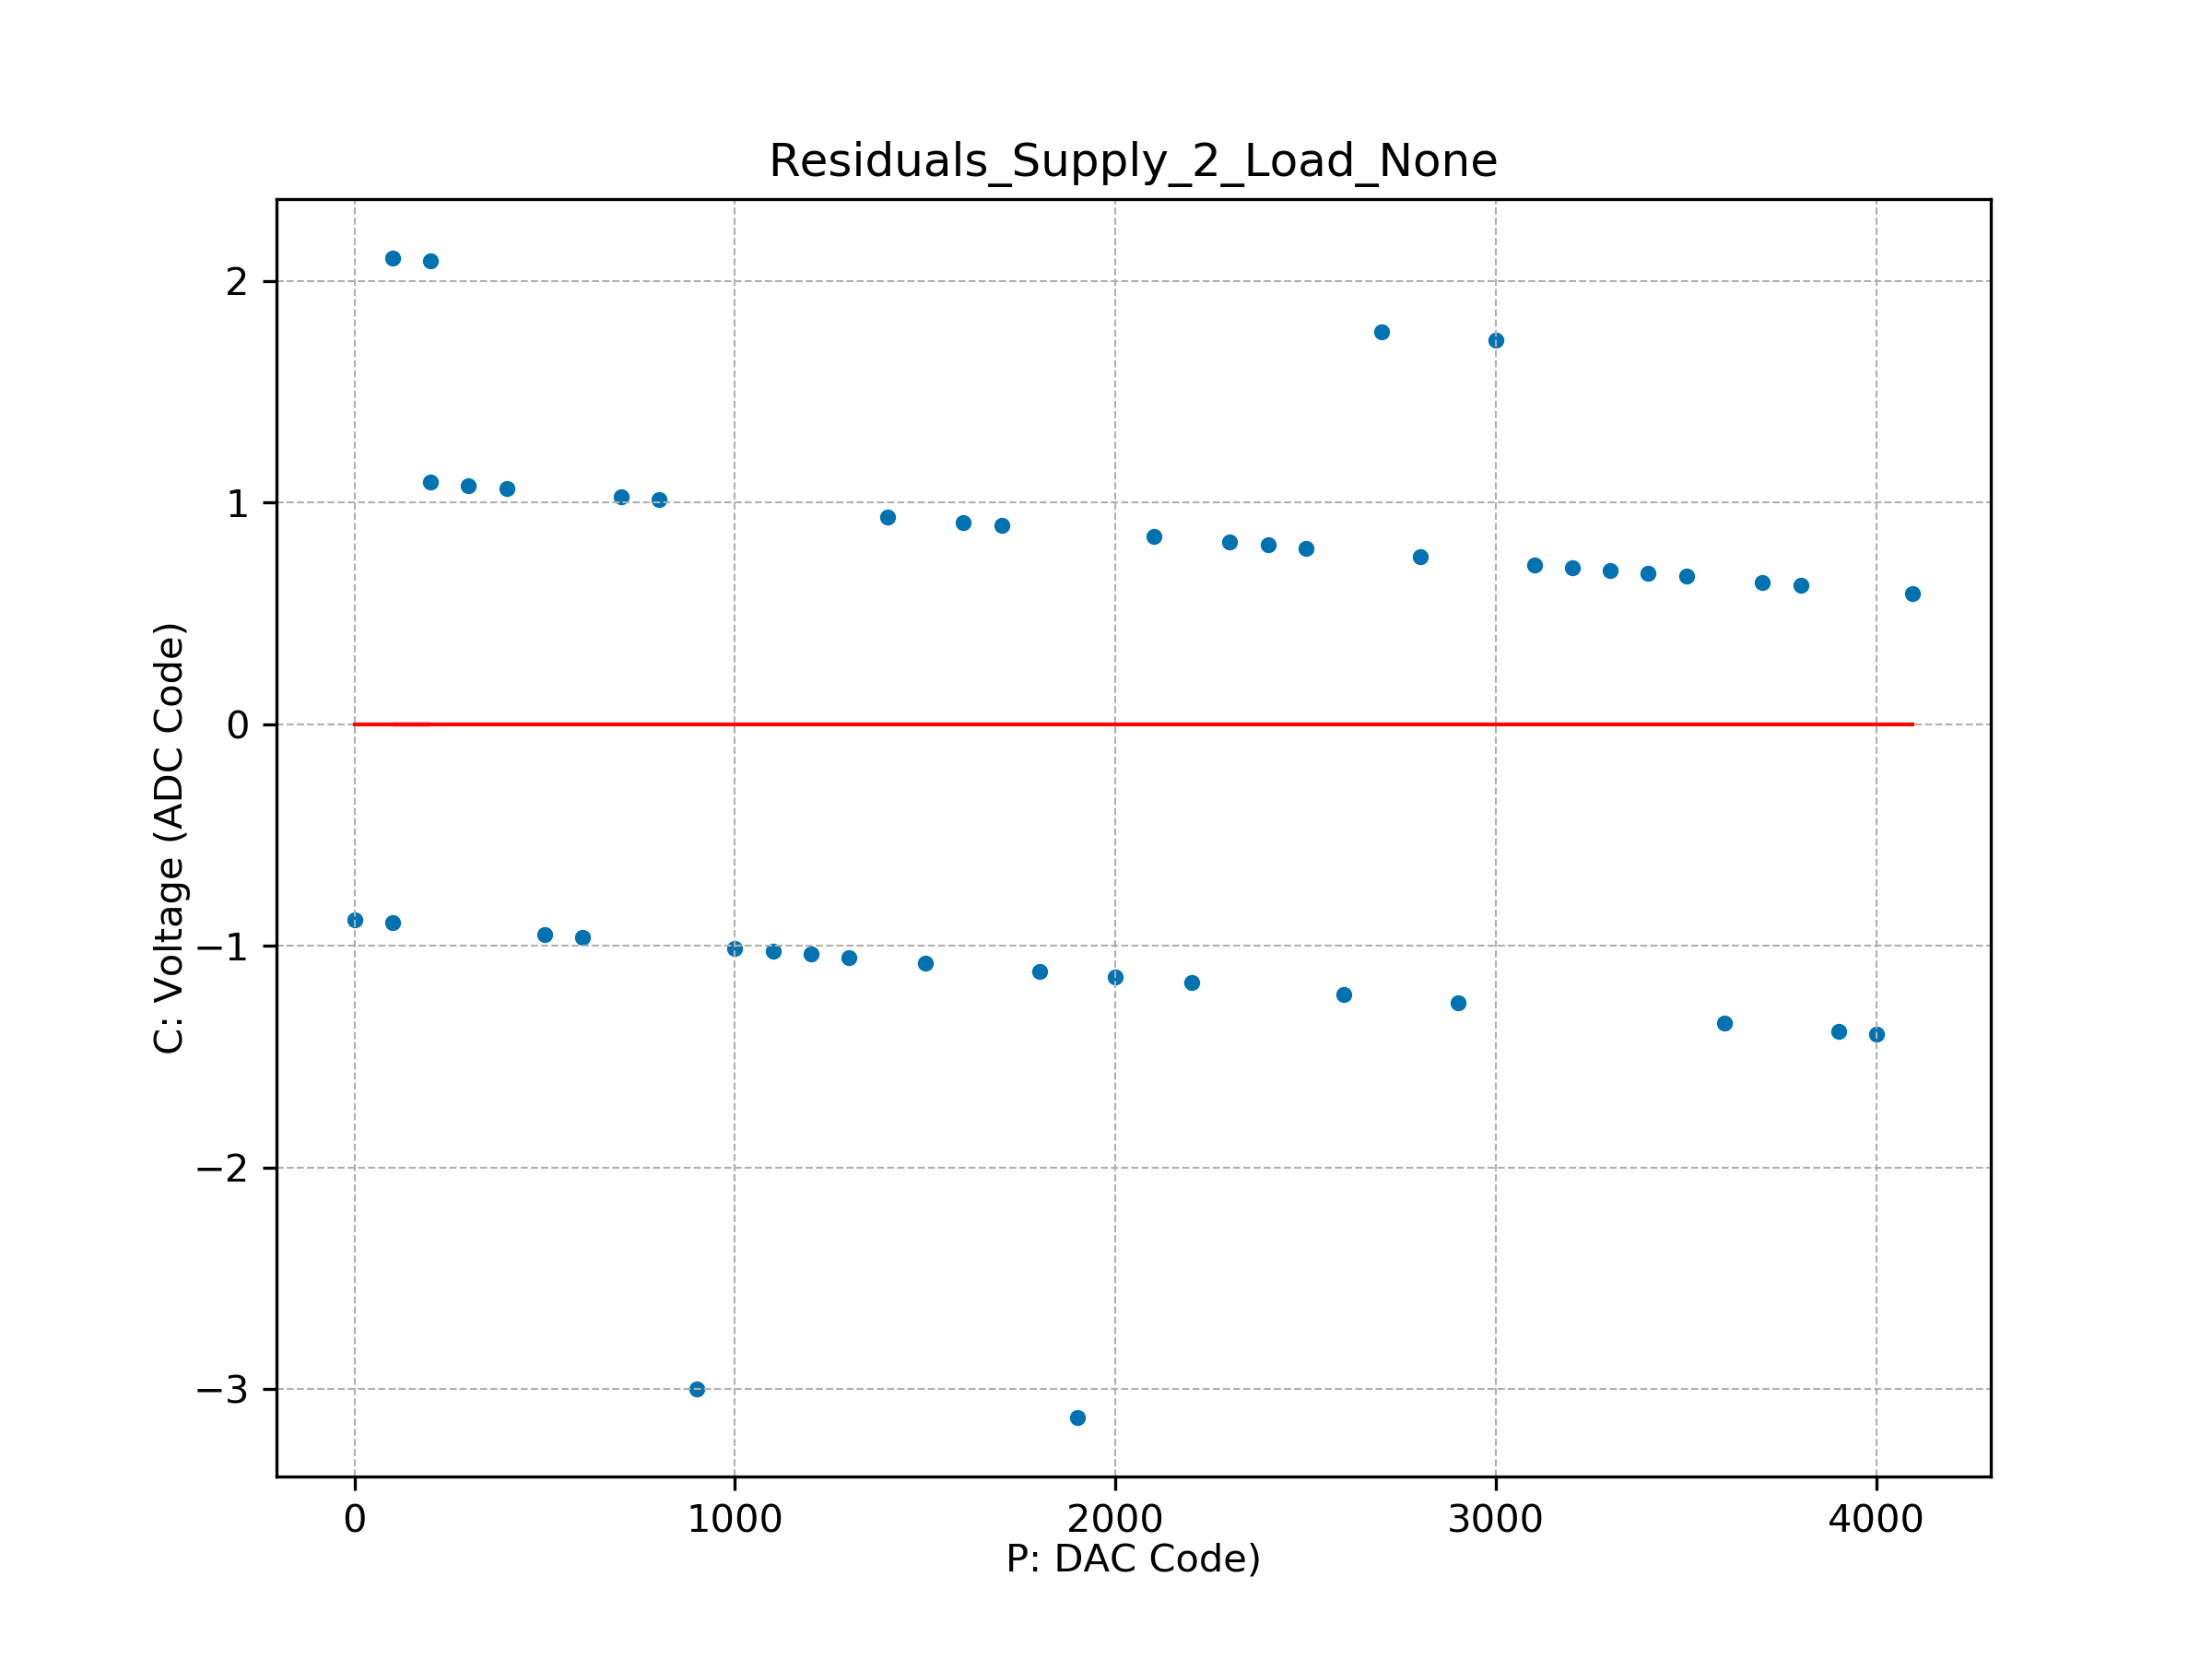 Residuals_Supply_2_Load_None
2
1
0
−1
−2
−3
C: Voltage (ADC Code)
0 1000 2000 3000 4000
P: DAC Code)